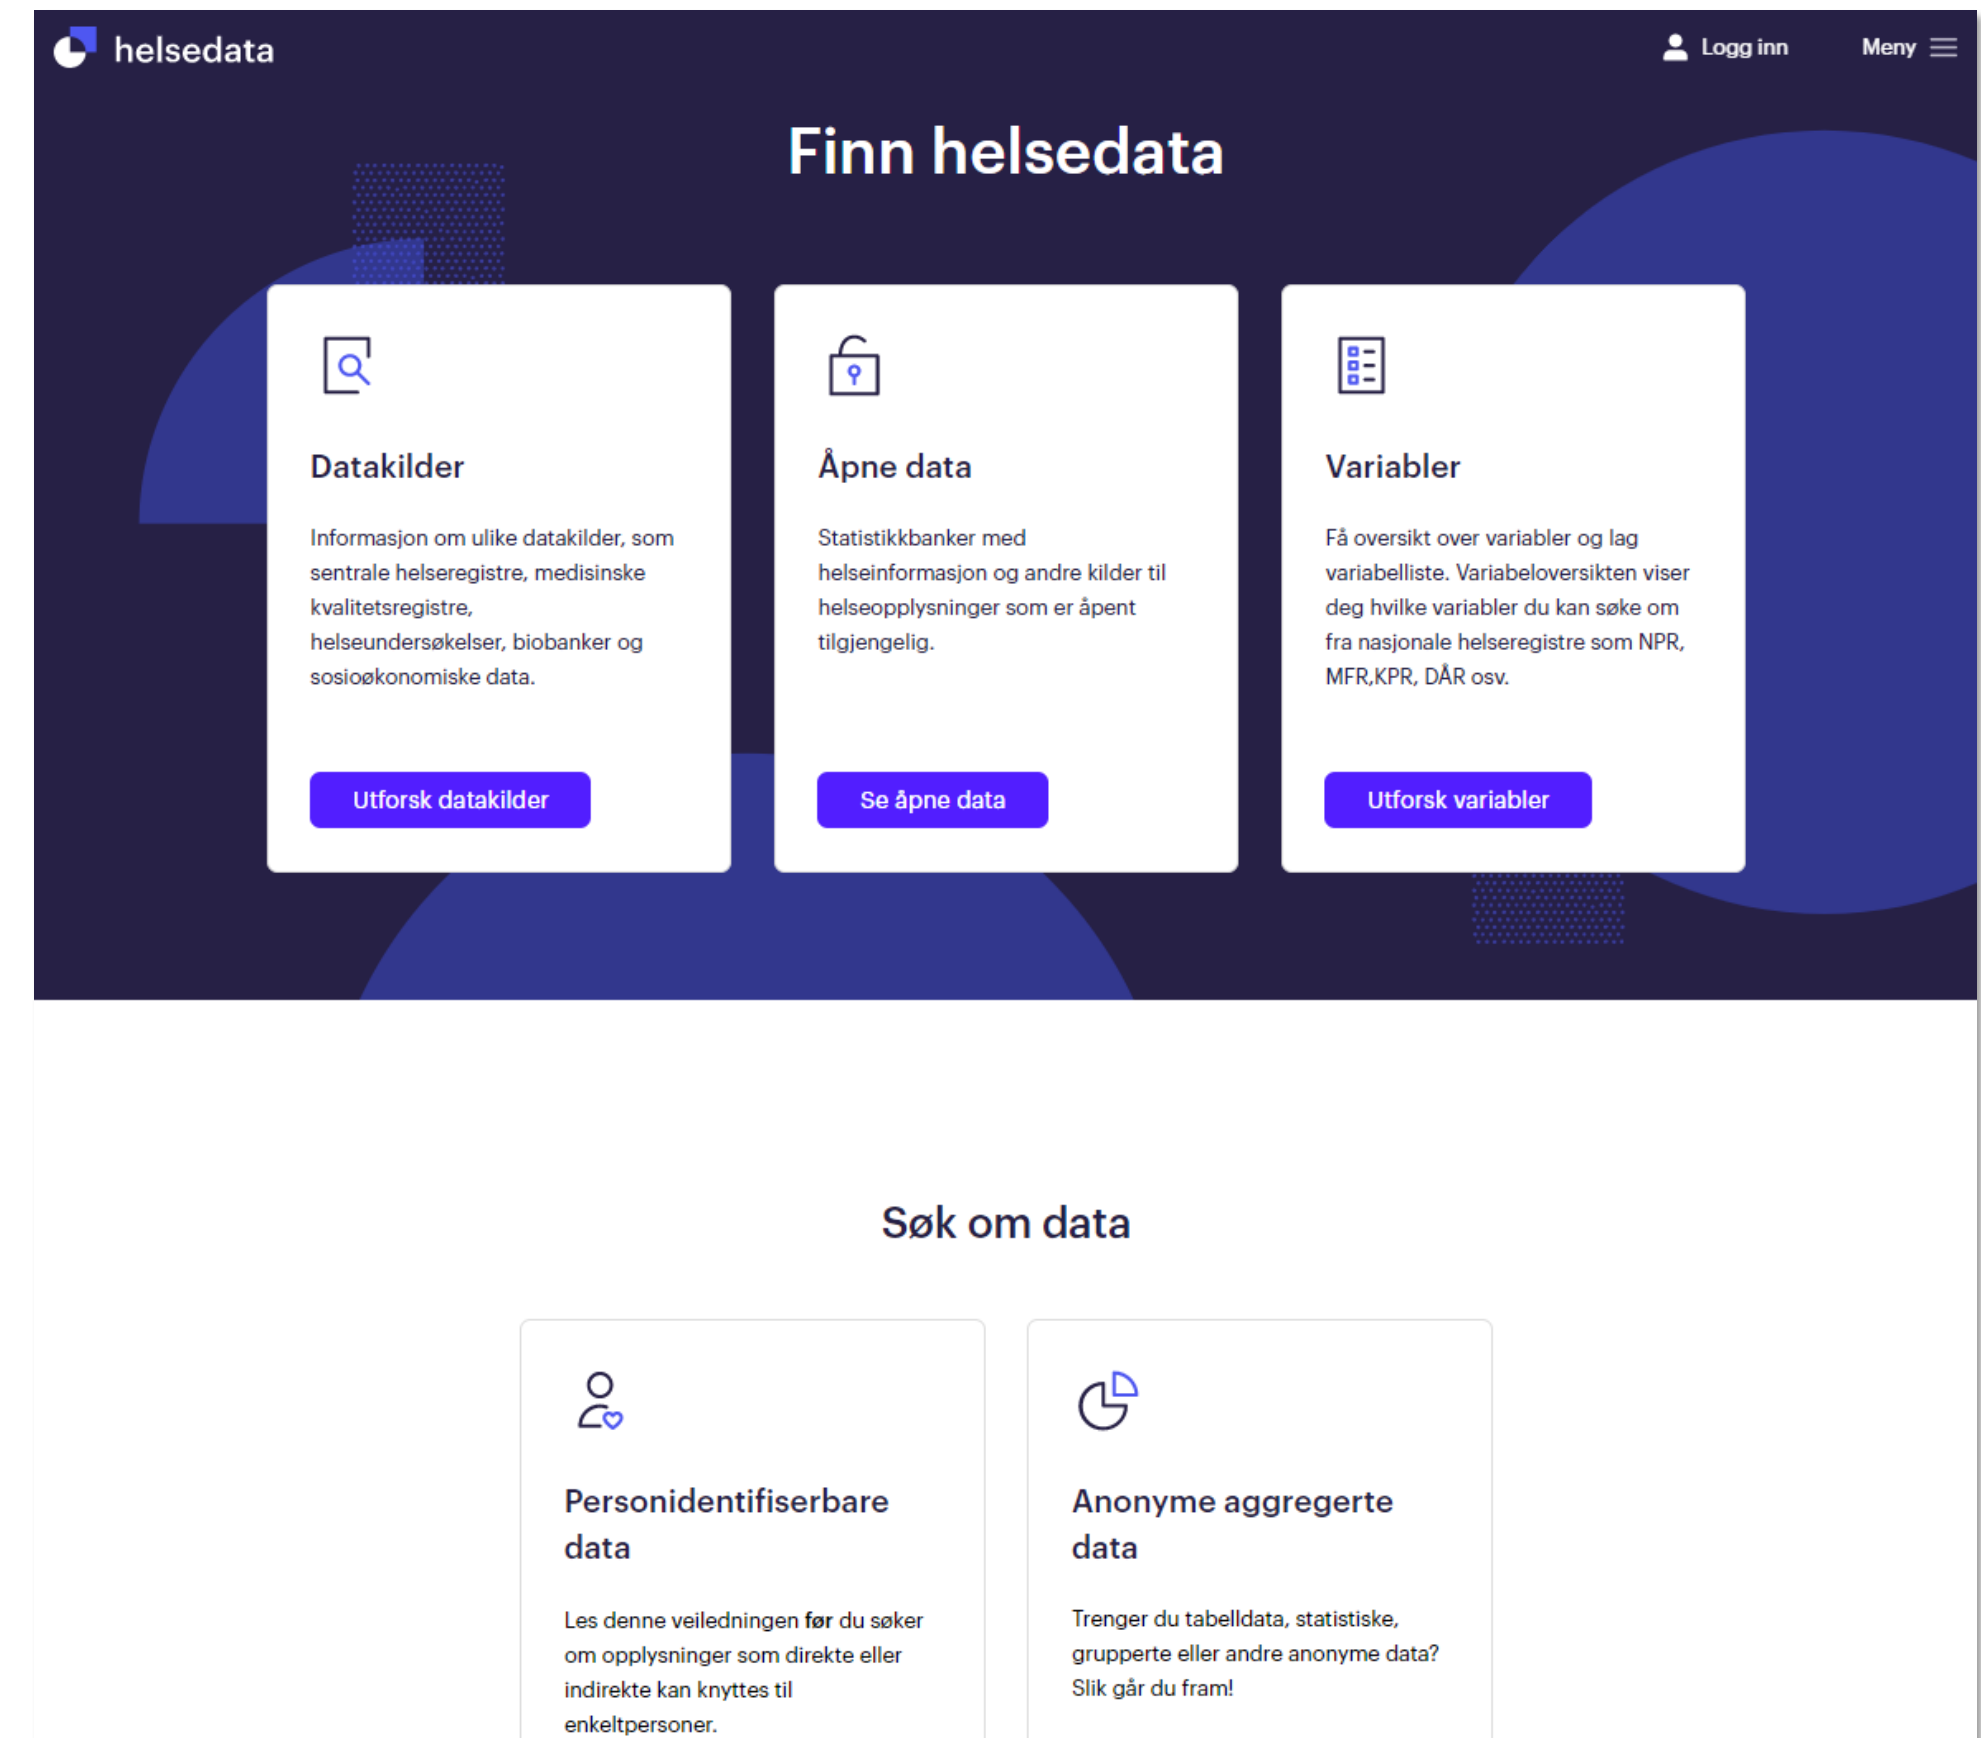 helsedata
Logg inn
Meny
Finn helsedata
Datakilder
Informasjon om ulike datakilder, som
sentrale helseregistre, medisinske
kvalitetsregistre,
helseundersøkelser, biobanker og
sosioøkonomiske data.
Utforsk datakilder
Åpne data
Statistikkbanker med
helseinformasjon og andre kilder til
helseopplysninger som er åpent
tilgjengelig.
Se åpne data
Variabler
Få oversikt over variabler og lag
variabelliste. Variabeloversikten viser
deg hvilke variabler du kan søke om
fra nasjonale helseregistre som NPR,
MFR,KPR, DÅR osv.
Utforsk variabler
Søk om data
Personidentifiserbare
data
Les denne veiledningen før du søker
om opplysninger som direkte eller
indirekte kan knyttes til
enkeltpersoner.
Anonyme aggregerte
data
Trenger du tabelldata, statistiske,
grupperte eller andre anonyme data?
Slik går du fram!